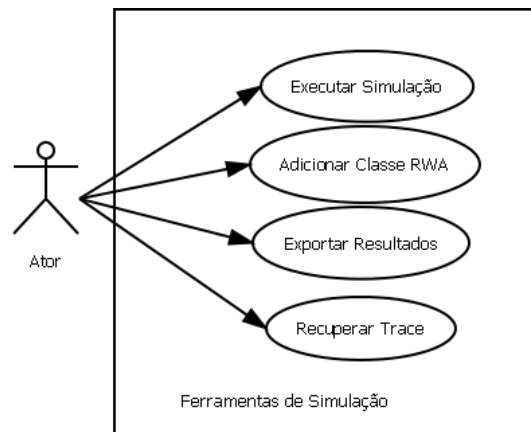 Executar Simulação
Adicionar Classe RWA
Exportar Resultados
Ator
Recuperar Trace
Ferramentas de Simulação